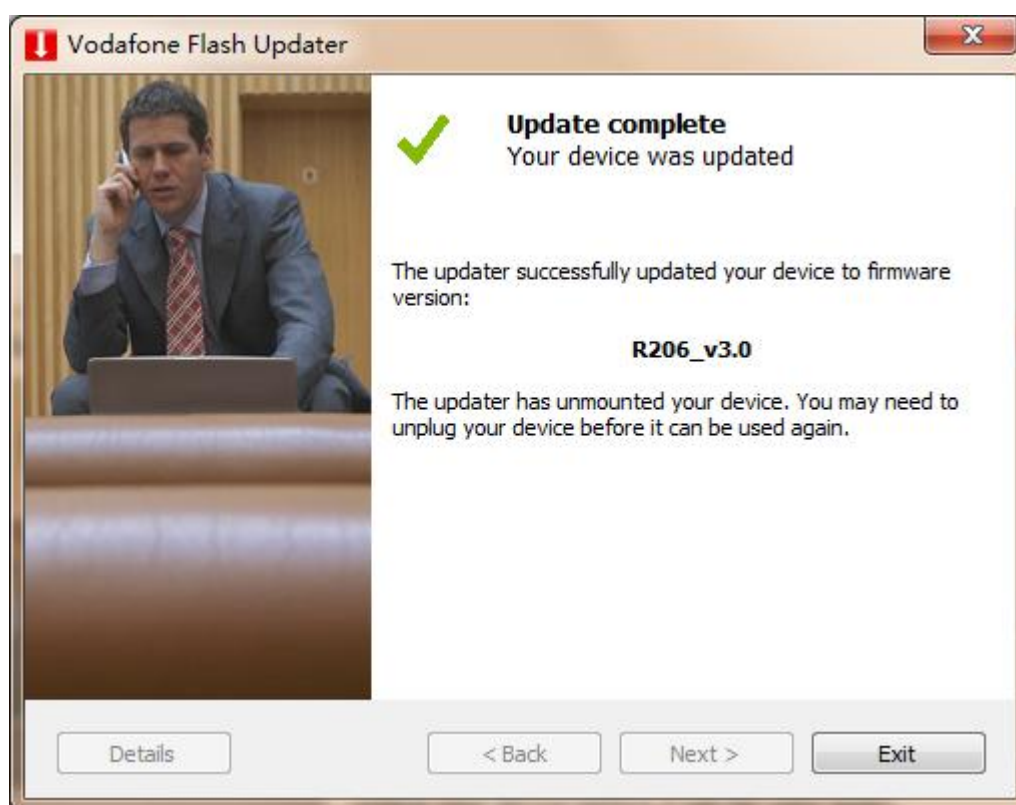 Vodafone Flash Updater
Update complete
Your device was updated
The updater successfully updated your device to firmware
version:
R206_v3.0
The updater has unmounted your device. You may need to
unplug your device before it can be used again.
Details
< Back
Next >
Exit